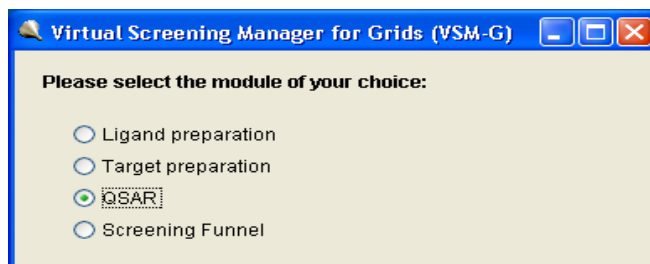 Virtual Screening Manager for Grids (VSM-G)
Please select the module of your choice:
Ligand preparation
Target preparation
QSAR
Screening Funnel